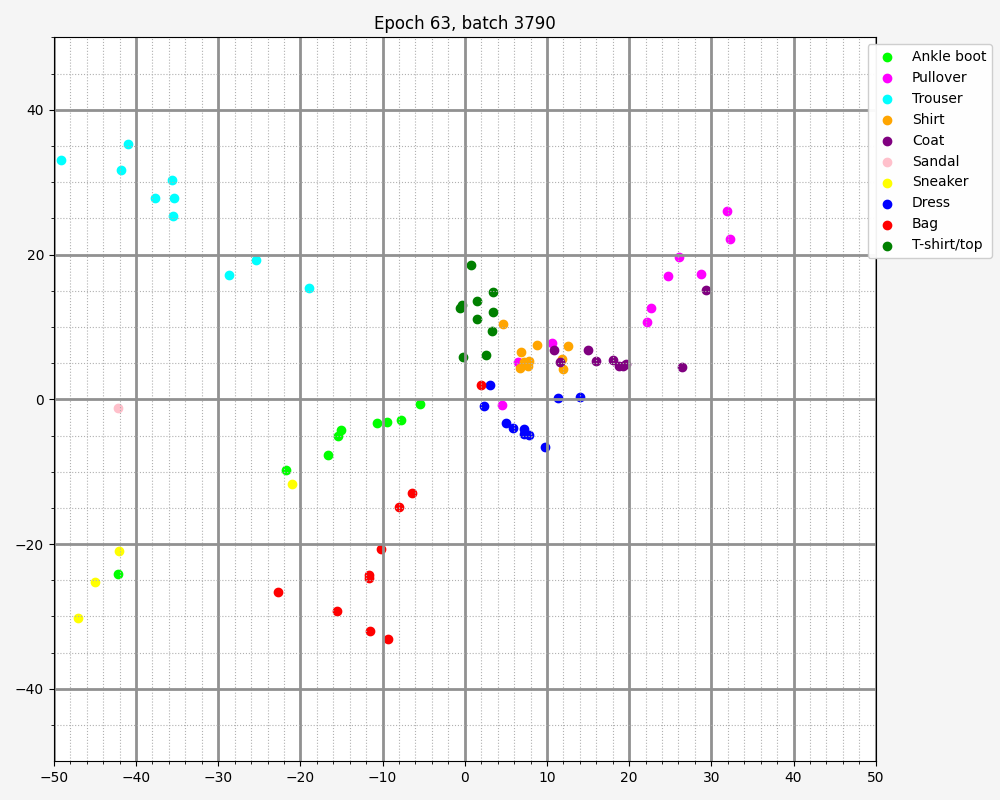 Epoch 63, batch 3790
Ankle boot
Pullover
Trouser
Shirt
Coat
Sandal
Sneaker
Dress
Bag
T-shirt/top
40
20
0
−20
−40
−50 −40 −30 −20 −10 0 10 20 30 40 50